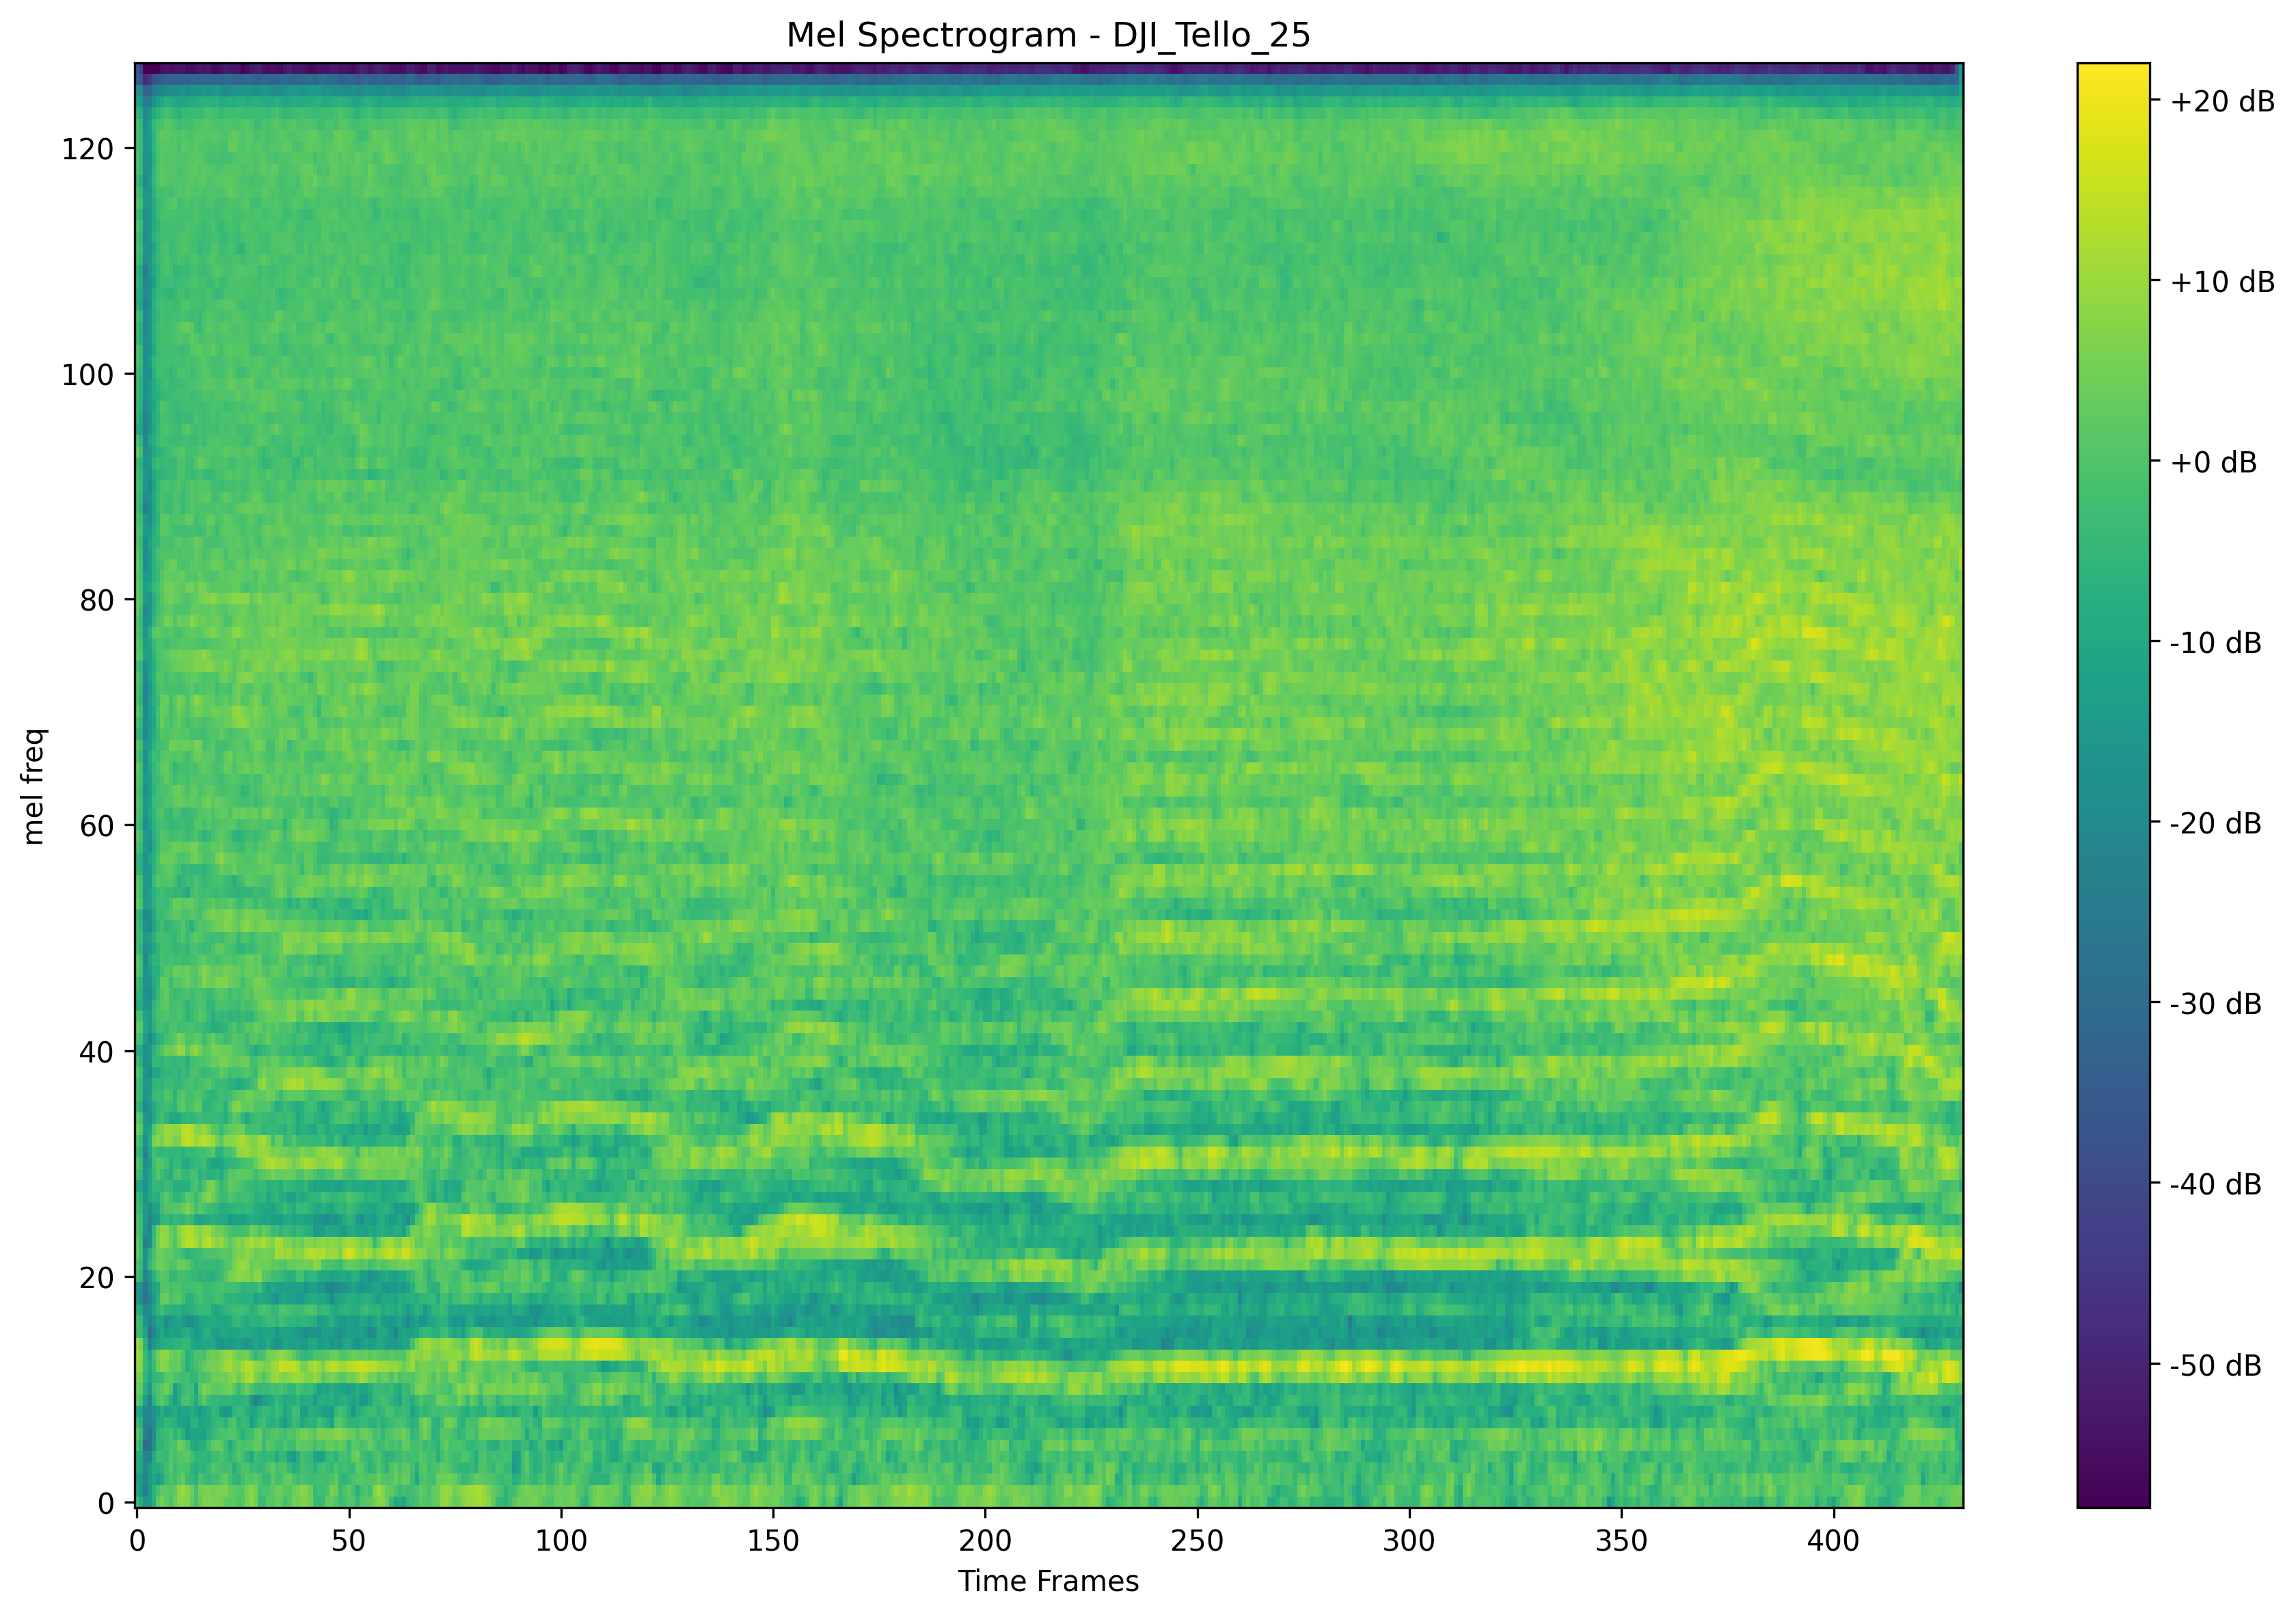 Mel Spectrogram - DJI_Tello_25
mel freq
120
100
80
60
40
20
0
0 50 100 150 200 250 300 350 400
Time Frames
+20 dB
+10 dB
+0 dB
-10 dB
-20 dB
-30 dB
-40 dB
-50 dB